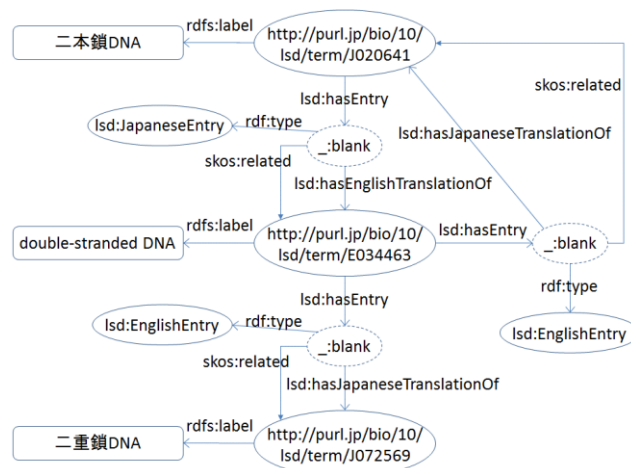 二本鎖DNA
rdfs:label
http://purl.jp/bio/10/
lsd/term/J020641
skos:related
lsd:hasEntry
lsd:JapaneseEntry
rdf:type
_:blank
lsd:hasJapaneseTranslationOf
skos:related
lsd:hasEnglishTranslationOf
double-stranded DNA
rdfs:label
http://purl.jp/bio/10/
lsd/term/E034463
lsd:hasEntry
_:blank
lsd:hasEntry
rdf:type
lsd:EnglishEntry
lsd:EnglishEntry
rdf:type
_:blank
skos:related
lsd:hasJapaneseTranslationOf
二重鎖DNA
rdfs:label
http://purl.jp/bio/10/
lsd/term/J072569